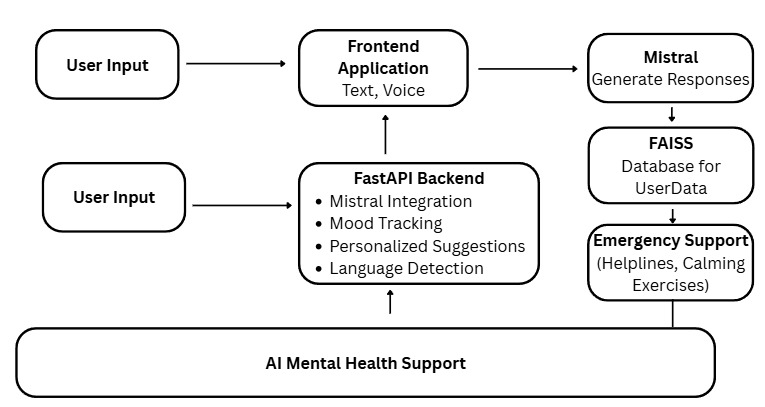 User Input
Frontend
Application
Text, Voice
Mistral
Generate Responses
FAISS
Database for
UserData
User Input
FastAPI Backend
• Mistral Integration
• Mood Tracking
• Personalized Suggestions
• Language Detection
Emergency Support
(Helplines, Calming
Exercises)
AI Mental Health Support